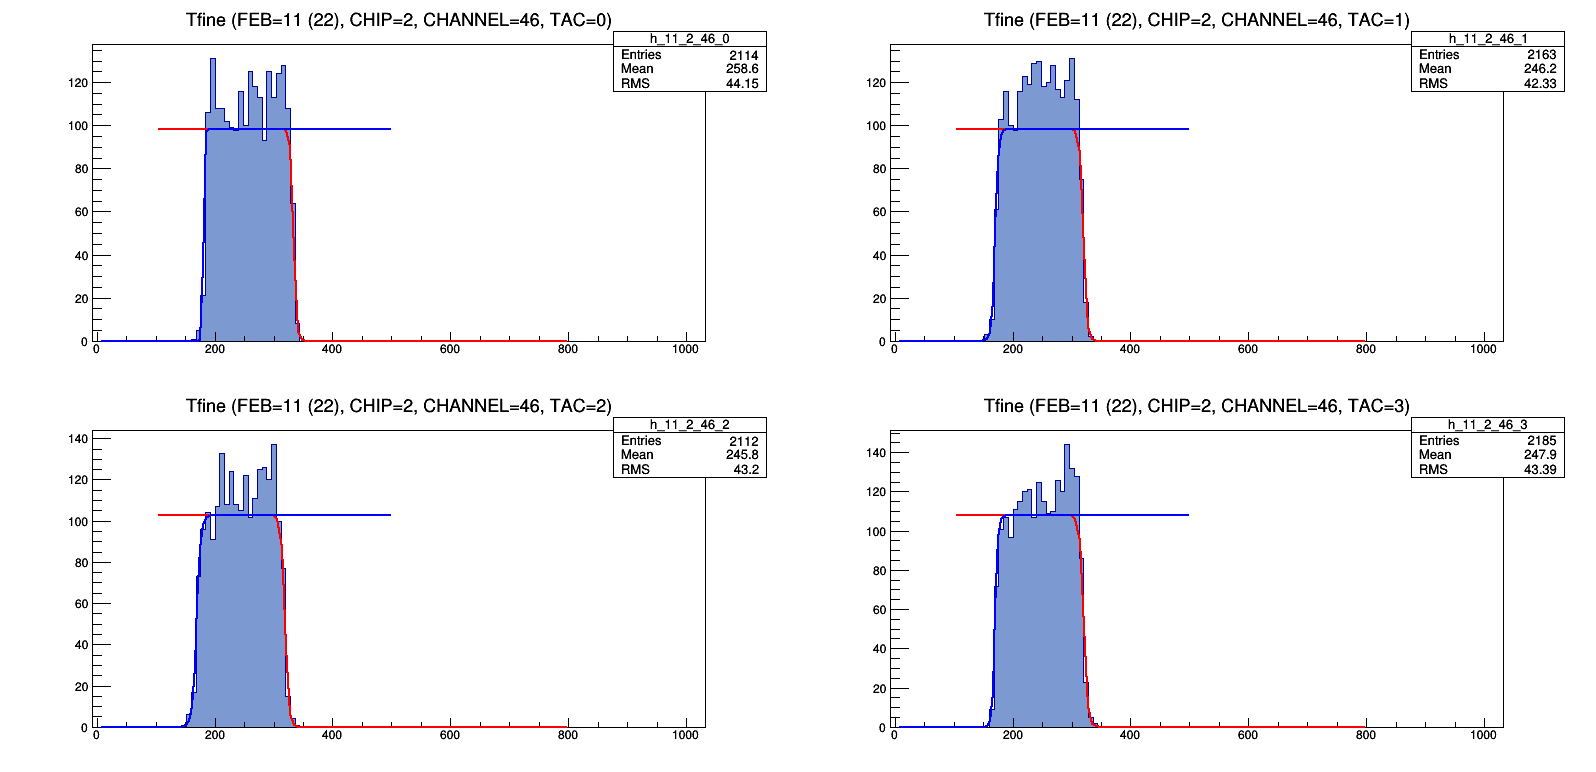 Tfine (FEB=11 (22), CHIP=2, CHANNEL=46, TAC=0)
h_11_2_46_0
Entries 2114
Mean 258.6
RMS 44.15
120
100
80
60
40
20
0
0 200 400 600 800 1000
Tfine (FEB=11 (22), CHIP=2, CHANNEL=46, TAC=1)
h_11_2_46_1
Entries 2163
Mean 246.2
RMS 42.33
120
100
80
60
40
20
0
0 200 400 600 800 1000
Tfine (FEB=11 (22), CHIP=2, CHANNEL=46, TAC=2)
h_11_2_46_2
Entries 2112
Mean 245.8
RMS 43.2
140
120
100
80
60
40
20
0
0 200 400 600 800 1000
Tfine (FEB=11 (22), CHIP=2, CHANNEL=46, TAC=3)
h_11_2_46_3
Entries 2185
Mean 247.9
RMS 43.39
140
120
100
80
60
40
20
0
0 200 400 600 800 1000